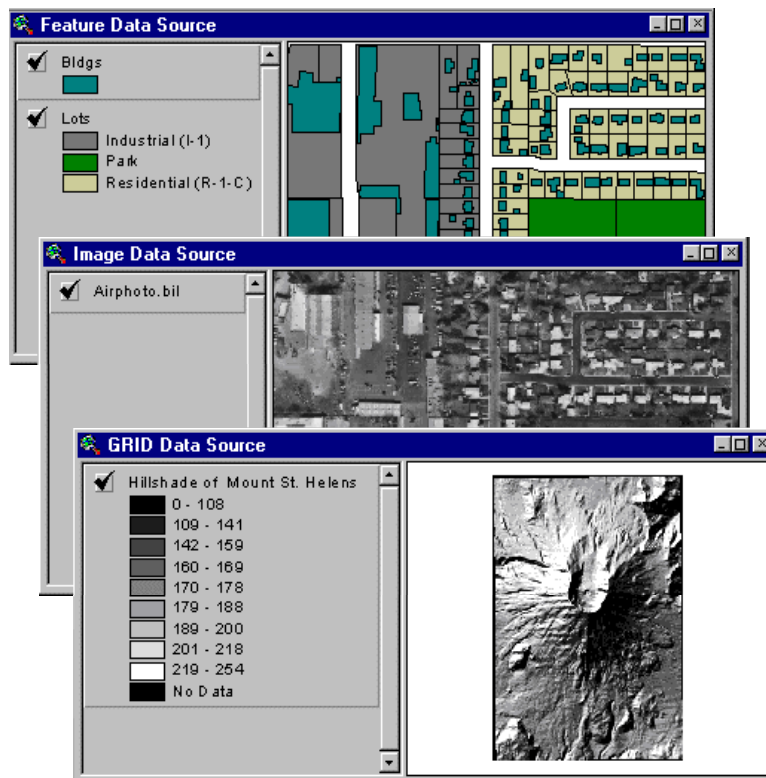 Feature Data Source
Bldgs
Lots
Industrial (I-1)
Park
Residential (R-1-C)
Image Data Source
Airphoto.bil
GRID Data Source
Hillshade of Mount St. Helens
0 - 108
109 - 141
142 - 159
160 - 169
170 - 178
179 - 188
189 - 200
201 - 218
219 - 254
No Data